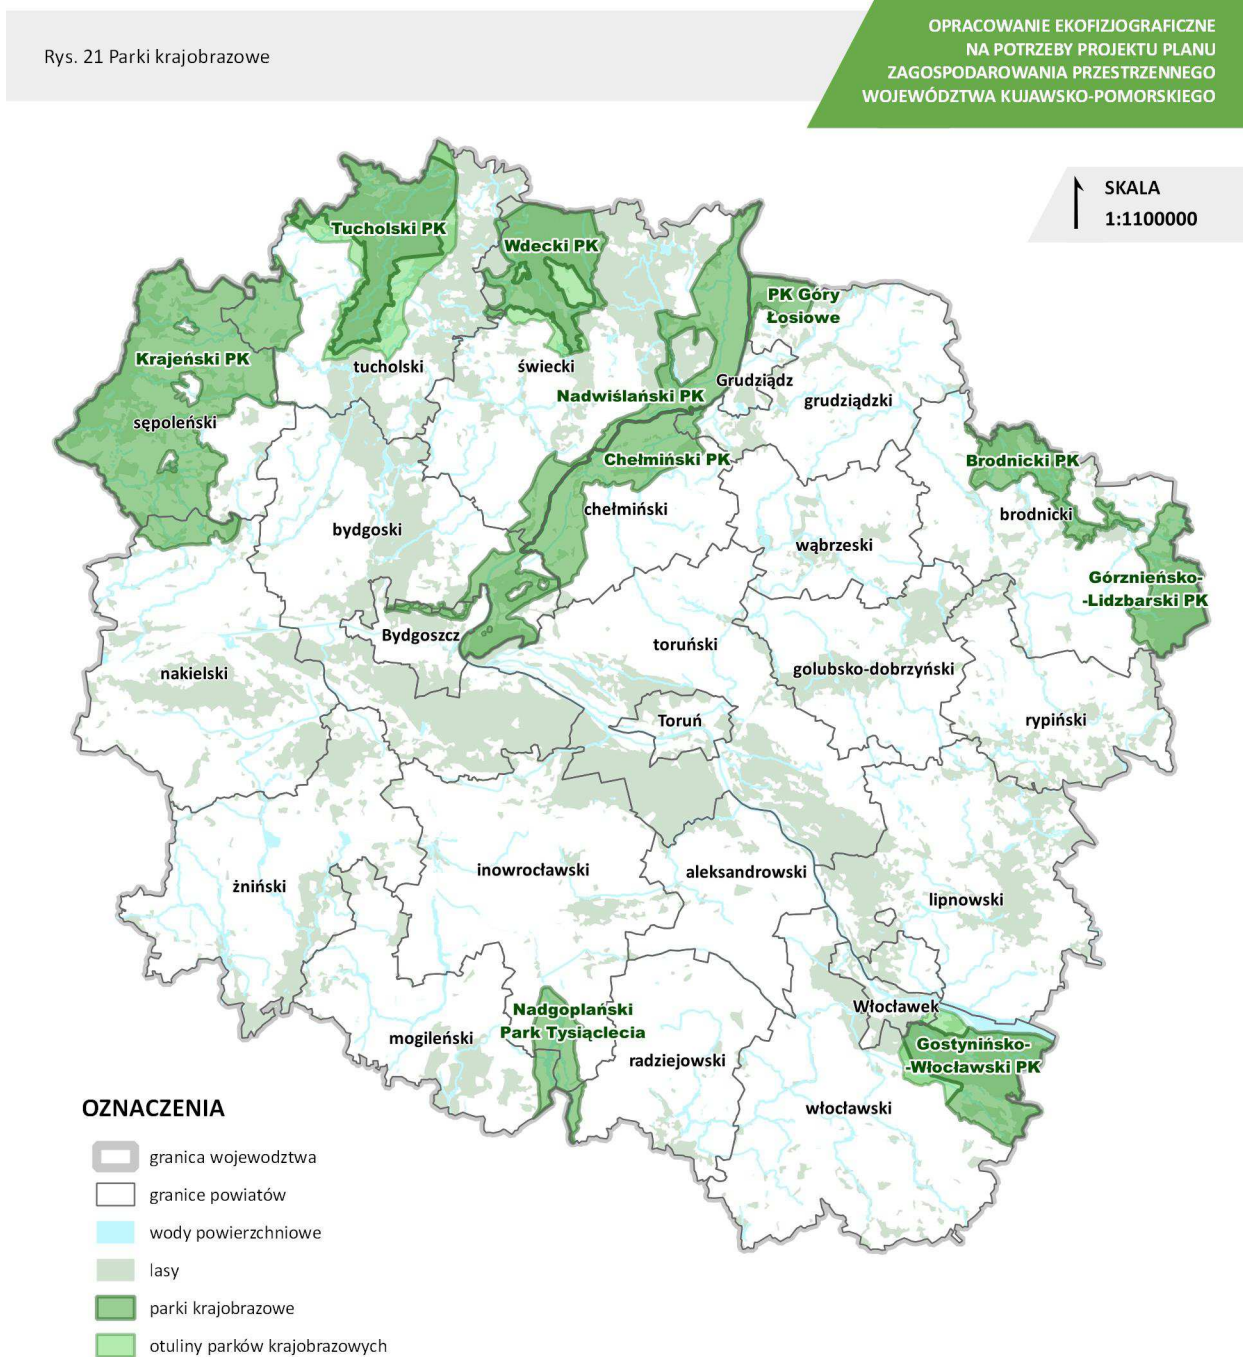 Rys. 21 Parki krajobrazowe
OPRACOWANIE EKOFIZJOGRAFICZNE
NA POTRZEBY PROJEKTU PLANU
ZAGOSPODAROWANIA PRZESTRZENNEGO
WOJEWÓDZTWA KUJAWSKO-POMORSKIEGO
SKALA
1:1100000
Tucholski PK
Wdecki PK
PK Góry
Łosiowe
Krajeński PK
tucholski
świecki
Grudziądz
Nadwiślański PK
grudziądzki
sępoleński
Chełmiński PK
Brodnicki PK
chełmiński
brodnicki
bydgoski
wąbrzeski
Górznieńsko-
-Lidzbarski PK
Bydgoszcz
toruński
nakielski
golubsko-dobrzyński
Toruń
rypiński
inowrocławski
aleksandrowski
żniński
lipnowski
Nadgoplański
Park Tysiąclecia
Włocławek
mogileński
radziejowski
Gostynińsko-
-Włocławski PK
włocławski
OZNACZENIA
granica wojewodztwa
granice powiatów
wody powierzchniowe
lasy
parki krajobrazowe
otuliny parków krajobrazowych